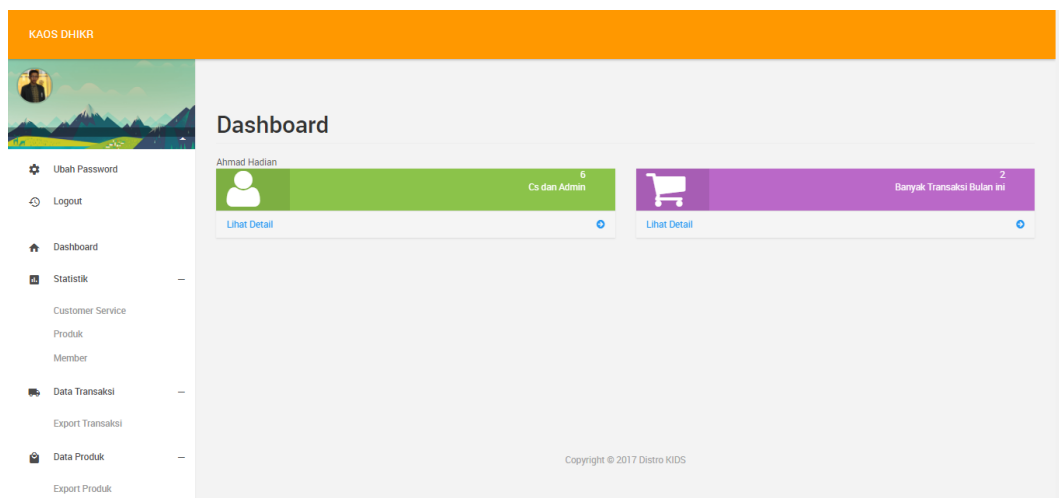 KAOS DHIKR
Ubah Password
Logout
Dashboard
Statistik
Customer Service
Produk
Member
Data Transaksi
Export Transaksi
Data Produk
Export Produk
Dashboard
Ahmad Hadian
6
Cs dan Admin
Lihat Detail
2
Banyak Transaksi Bulan ini
Lihat Detail
Copyright © 2017 Distro KIDS